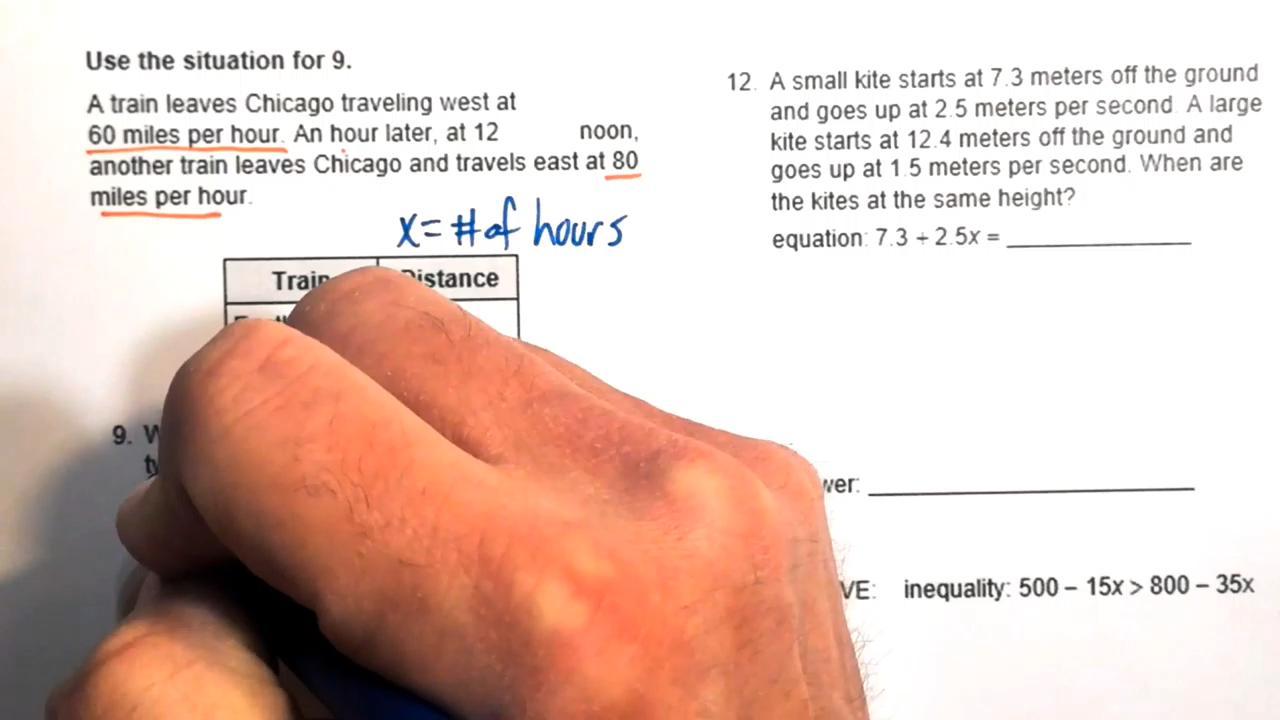 Use the situation for 9.
A train leaves Chicago traveling west at
60 miles per hour. An hour later, at 12 noon,
another train leaves Chicago and travels east at 80
miles per hour.
x = # of hours
Train Distance
9.
12. A small kite starts at 7.3 meters off the ground
and goes up at 2.5 meters per second. A large
kite starts at 12.4 meters off the ground and
goes up at 1.5 meters per second. When are
the kites at the same height?
equation: 7.3 + 2.5x = ____________
inequality: 500 – 15x > 800 – 35x